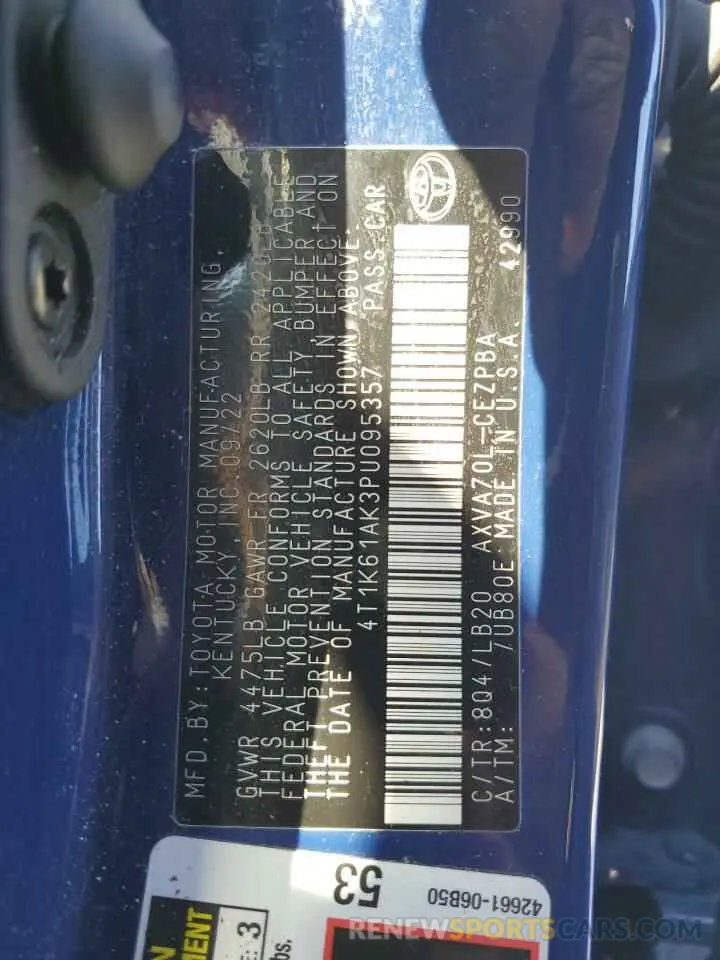 MFD.BY:TOYOTA MOTOR MANUFACTURING,
KENTUCKY, INC. 09/22
GVWR 4475LB GAWR FR 2620LB RR
THIS VEHICLE CONFORMS TO ALL APPLICABLE
FEDERAL MOTOR VEHICLE SAFETY, BUMPER AND
THEFT PREVENTION STANDARDS IN EFFECT ON
THE DATE OF MANUFACTURE SHOWN ABOVE.
4T1K61AK3PU095357 PASS CAR
C/TR:8Q4/LB20 AXVA70L-CEZPBA
A/TM: /UB80E MADE IN U.S.A. 42990
53
42661-06B50
3
RENEWSPORTSCARS.COM